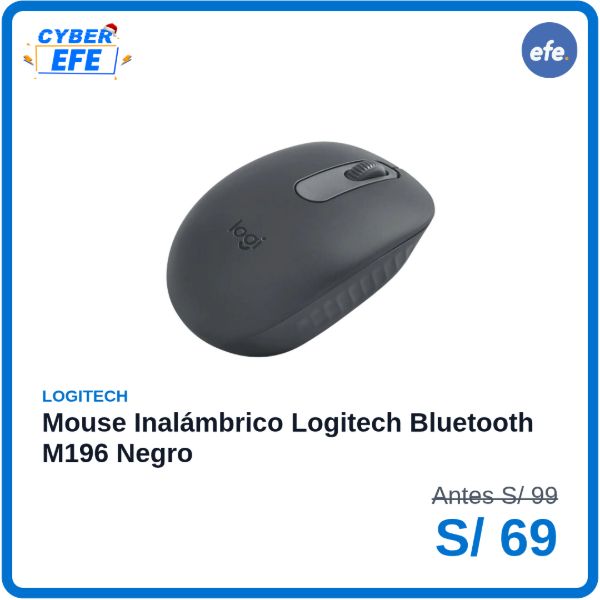 CYBER
EFE
efe.
logi
LOGITECH
Mouse Inalámbrico Logitech Bluetooth
M196 Negro
Antes S/ 99
S/ 69